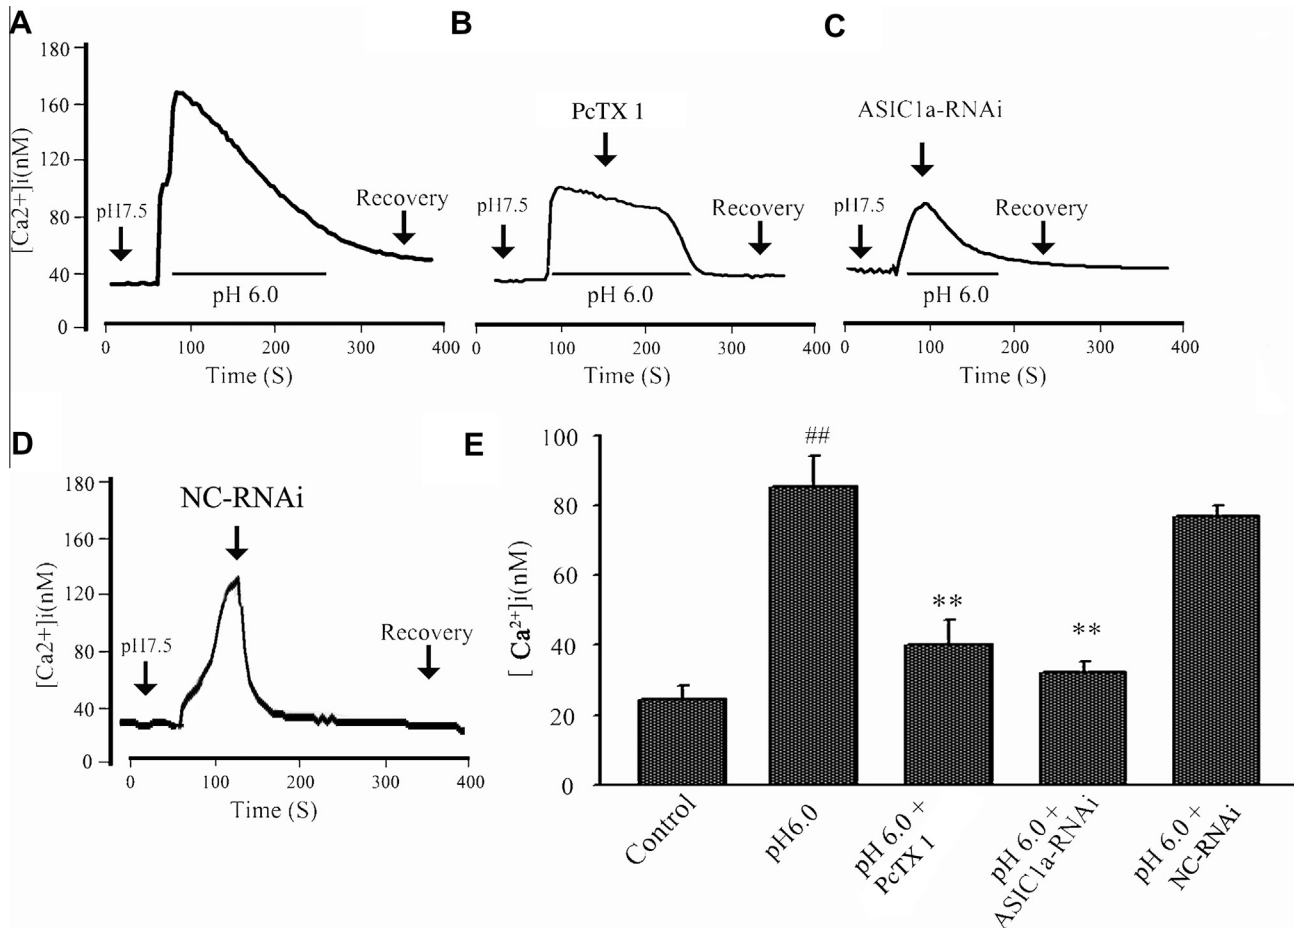 A
B
C
180
160
120
80
40
0
[Ca2+]i(nM)
pH7.5
Recovery
pH 6.0
0
100
200
300
400
Time (S)
PcTX 1
pH7.5
Recovery
pH 6.0
0
100
200
300
400
Time (S)
ASIC1a-RNAi
pH7.5
Recovery
pH 6.0
0
100
200
300
400
Time (S)
D
180
160
120
80
40
0
[Ca2+]i(nM)
NC-RNAi
pH7.5
Recovery
0
100
200
300
400
Time (S)
E
100
80
60
40
20
0
[ Ca2+]i(nM)
##
**
**
Control
pH6.0
pH 6.0 +
PcTX 1
pH 6.0 +
ASIC1a-RNAi
pH 6.0 +
NC-RNAi